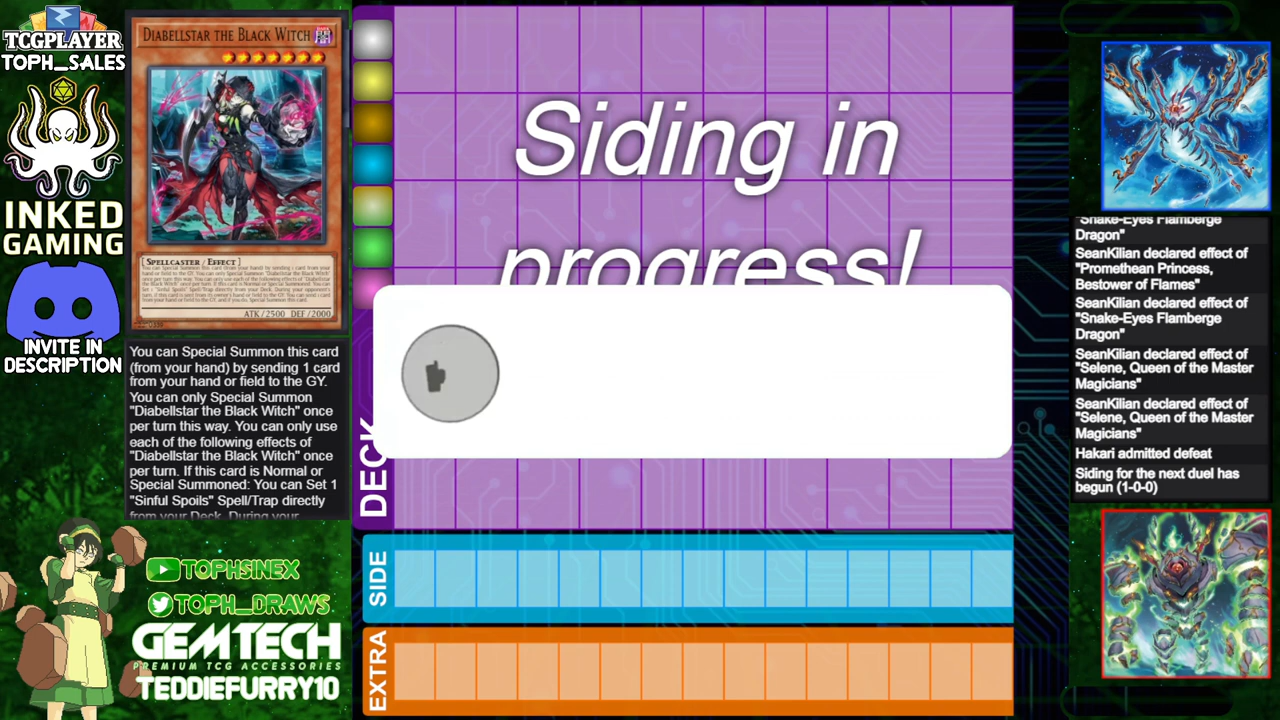 TCGPLAYER
TOPH_SALES
INKED
GAMING
INVITE IN
DESCRIPTION
DIABELLSTAR THE BLACK WITCH
[ SPELLCASTER / EFFECT ]
ATK/2500 DEF/2000
You can Special Summon this card
(from your hand) by sending 1 card
from your hand or field to the GY.
You can only Special Summon
"Diabellstar the Black Witch" once
per turn this way. You can only use
each of the following effects of
"Diabellstar the Black Witch" once
per turn. If this card is Normal or
Special Summoned: You can Set 1
"Sinful Spoils" Spell/Trap directly
from your Deck. During your
TOPHSINEX
TOPH_DRAWS
GEMTECH
PREMIUM TCG ACCESSORIES
TEDDIEFURRY10
Siding in
progress!
DECK
SIDE
EXTRA
"Snake-Eyes Flamberge
Dragon"
SeanKilian declared effect of
"Promethean Princess,
Bestower of Flames"
SeanKilian declared effect of
"Snake-Eyes Flamberge
Dragon"
SeanKilian declared effect of
"Selene, Queen of the Master
Magicians"
SeanKilian declared effect of
"Selene, Queen of the Master
Magicians"
Hakari admitted defeat
Siding for the next duel has
begun (1-0-0)